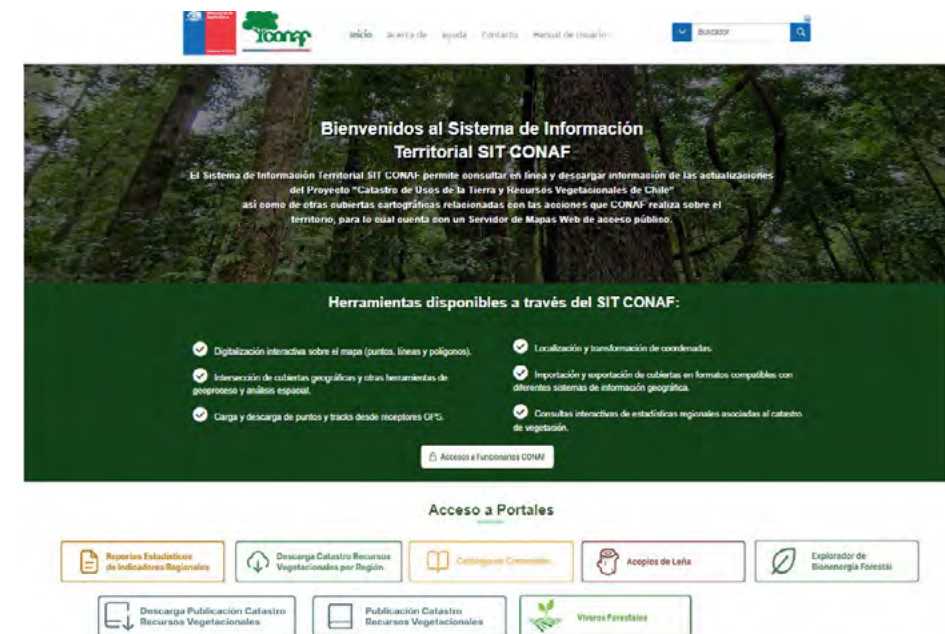 conaf
Inicio acerca de ayuda Contacto Manual de Usuario
Buscador
Bienvenidos al Sistema de Información
Territorial SIT CONAF
El Sistema de Información Territorial SIT CONAF permite consultar en línea y descargar información de las actualizaciones
del Proyecto "Catastro de Usos de la Tierra y Recursos Vegetacionales de Chile"
así como de otras cubiertas cartográficas relacionadas con las acciones que CONAF realiza sobre el
territorio, para lo cual cuenta con un Servidor de Mapas Web de acceso público.
Herramientas disponibles a través del SIT CONAF:
Digitalización interactiva sobre el mapa (puntos, líneas y polígonos).
Intersección de cubiertas geográficas y otras herramientas de
geoproceso y análisis espacial.
Carga y descarga de puntos y tracks desde receptores GPS.
Localización y transformación de coordenadas.
Importación y exportación de cubiertas en formatos compatibles con
diferentes sistemas de información geográfica.
Consultas interactivas de estadísticas regionales asociadas al catastro
de vegetación.
Accesos a Funcionarios CONAF
Acceso a Portales
Reportes Estadísticos
de Indicadores Regionales
Descarga Catastro Recursos
Vegetacionales por Región
Catálogo de
Acopios de Leña
Explorador de
Bionenergía Forestal
Descarga Publicación Catastro
Recursos Vegetacionales
Publicación Catastro
Recursos Vegetacionales
Viveros Forestales